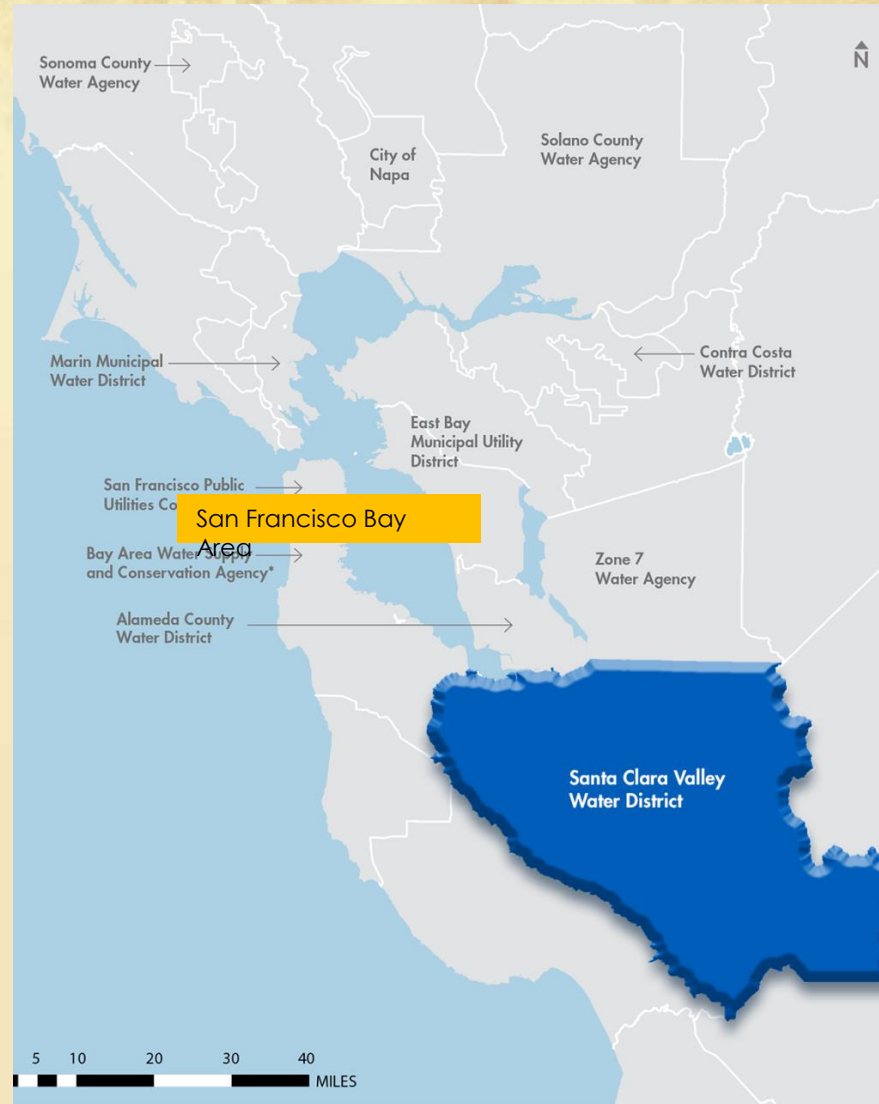 Sonoma County
Water Agency
N
City of
Napa
Solano County
Water Agency
Marin Municipal
Water District
Contra Costa
Water District
East Bay
Municipal Utility
District
San Francisco Public
Utilities Co
San Francisco Bay
Area
Bay Area Water Supply
and Conservation Agency*
Zone 7
Water Agency
Alameda County
Water District
Santa Clara Valley
Water District
5 10 20 30 40
MILES